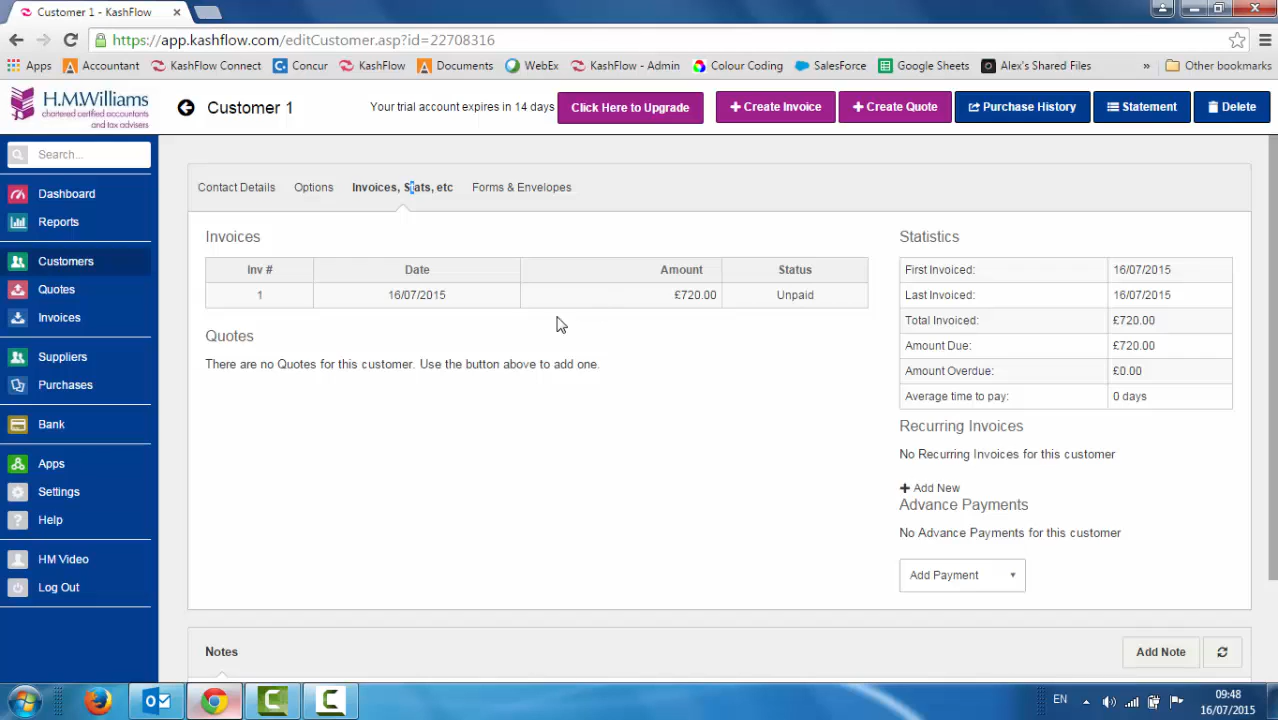 Customer 1 - KashFlow
https://app.kashflow.com/editCustomer.asp?id=22708316
Apps Accountant KashFlow Connect Concur KashFlow Documents WebEx KashFlow - Admin Colour Coding SalesForce Google Sheets Alex's Shared Files » Other bookmarks
H.M.Williams
chartered certified accountants
and tax advisers
Customer 1
Your trial account expires in 14 days
Click Here to Upgrade
Create Invoice
Create Quote
Purchase History
Statement
Delete
Search...
Dashboard
Reports
Customers
Quotes
Invoices
Suppliers
Purchases
Bank
Apps
Settings
Help
HM Video
Log Out
Contact Details Options Invoices, Stats, etc Forms & Envelopes
Invoices
Inv # Date Amount Status
1 16/07/2015 £720.00 Unpaid
Quotes
There are no Quotes for this customer. Use the button above to add one.
Statistics
First Invoiced: 16/07/2015
Last Invoiced: 16/07/2015
Total Invoiced: £720.00
Amount Due: £720.00
Amount Overdue: £0.00
Average time to pay: 0 days
Recurring Invoices
No Recurring Invoices for this customer
Add New
Advance Payments
No Advance Payments for this customer
Add Payment
Notes
Add Note
EN
09:48
16/07/2015